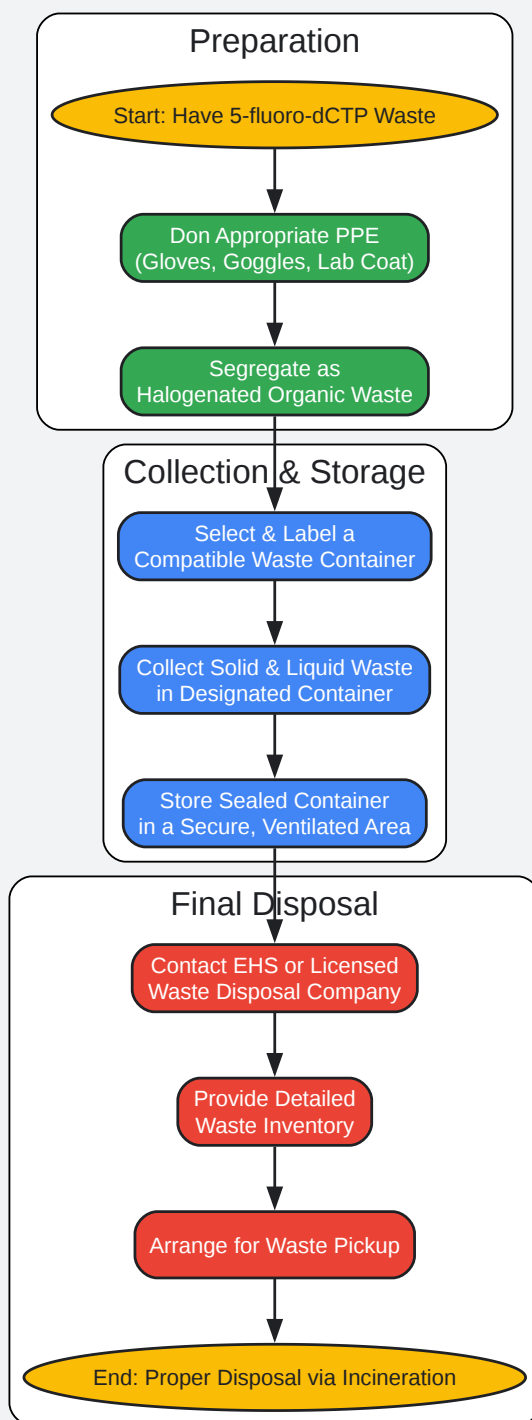 Preparation
Start: Have 5-fluoro-dCTP Waste
Don Appropriate PPE
(Gloves, Goggles, Lab Coat)
Segregate as
Halogenated Organic Waste
Collection & Storage
Select & Label a
Compatible Waste Container
Collect Solid & Liquid Waste
in Designated Container
Store Sealed Container
in a Secure, Ventilated Area
Final Disposal
Contact EHS or Licensed
Waste Disposal Company
Provide Detailed
Waste Inventory
Arrange for Waste Pickup
End: Proper Disposal via Incineration